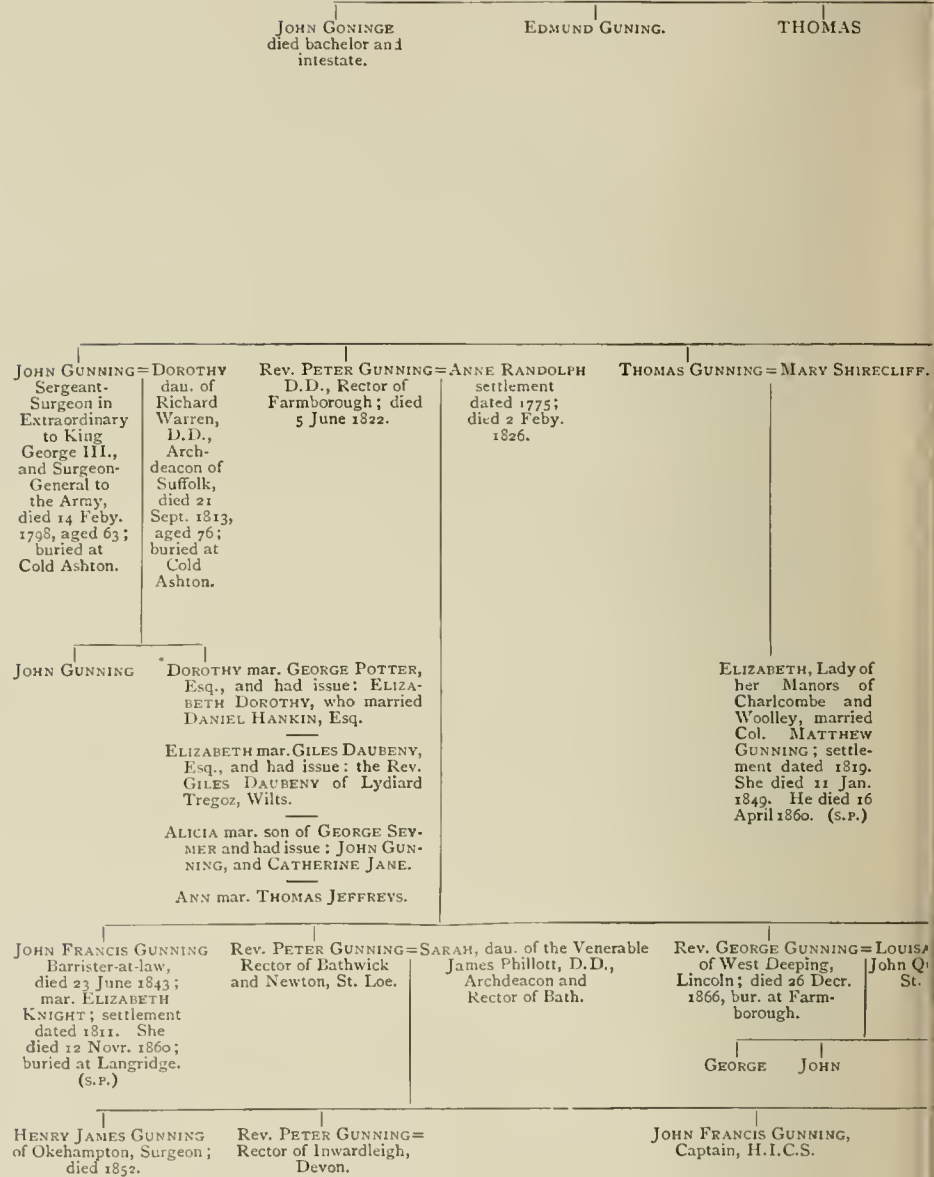 JOHN GONINGE
died bachelor and
intestate.
EDMUND GUNING.
THOMAS
JOHN GUNNING=DOROTHY
Sergeant-
Surgeon in
Extraordinary
to King
George III.,
and Surgeon-
General to
the Army,
died 14 Feby.
1798, aged 63;
buried at
Cold Ashton.
dau. of
Richard
Warren,
D.D.,
Arch-
deacon of
Suffolk,
died 21
Sept. 1813,
aged 76;
buried at
Cold
Ashton.
Rev. PETER GUNNING=ANNE RANDOLPH
D.D., Rector of
Farmborough; died
5 June 1822.
settlement
dated 1775;
died 2 Feby.
1826.
THOMAS GUNNING=MARY SHIRECLIFF.
JOHN GUNNING
DOROTHY mar. GEORGE POTTER,
Esq., and had issue: ELIZA-
BETH DOROTHY, who married
DANIEL HANKIN, Esq.
ELIZABETH mar. GILES DAUBENY,
Esq., and had issue: the Rev.
GILES DAUBENY of Lydiard
Tregoz, Wilts.
ALICIA mar. son of GEORGE SEY-
MER and had issue: JOHN GUN-
NING, and CATHERINE JANE.
ANN mar. THOMAS JEFFREYS.
ELIZABETH, Lady of
her Manors of
Charlcombe and
Woolley, married
Col. MATTHEW
GUNNING; settle-
ment dated 1819.
She died 11 Jan.
1849. He died 16
April 1860. (S.P.)
JOHN FRANCIS GUNNING
Barrister-at-law,
died 23 June 1843;
mar. ELIZABETH
KNIGHT; settlement
dated 1811. She
died 12 Novr. 1860;
buried at Langridge.
(S.P.)
Rev. PETER GUNNING=SARAH, dau. of the Venerable
Rector of Bathwick
and Newton, St. Loe.
James Phillott, D.D.,
Archdeacon and
Rector of Bath.
Rev. GEORGE GUNNING=LOUISA
of West Deeping,
Lincoln; died 26 Decr.
1866, bur. at Farm-
borough.
John Q
St.
GEORGE JOHN
HENRY JAMES GUNNING
of Okehampton, Surgeon;
died 1852.
Rev. PETER GUNNING=
Rector of Inwardleigh,
Devon.
JOHN FRANCIS GUNNING,
Captain, H.I.C.S.